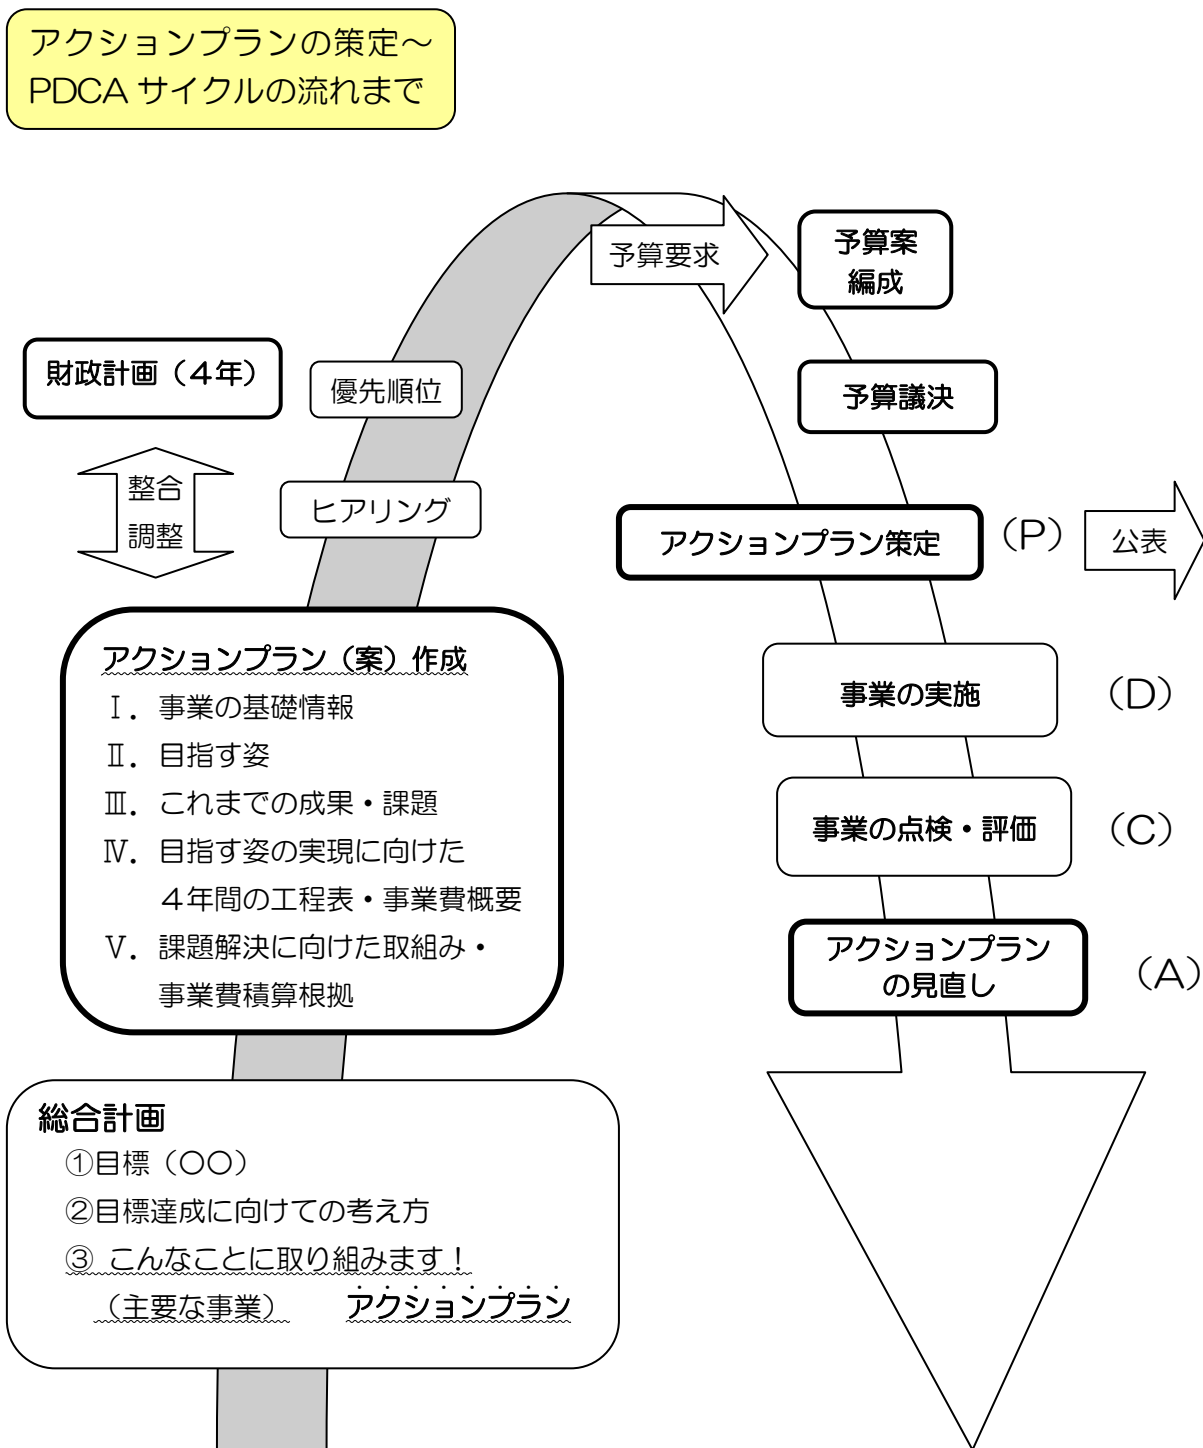 アクションプランの策定～
PDCA サイクルの流れまで
予算要求
予算案
編成
財政計画（４年）
優先順位
予算議決
整合
調整
ヒアリング
アクションプラン策定
（P）
公表
アクションプラン（案）作成
Ⅰ．事業の基礎情報
Ⅱ．目指す姿
Ⅲ．これまでの成果・課題
Ⅳ．目指す姿の実現に向けた
４年間の工程表・事業費概要
Ⅴ．課題解決に向けた取組み・
事業費積算根拠
事業の実施
（D）
事業の点検・評価
（C）
アクションプラン
の見直し
（A）
総合計画
①目標（〇〇）
②目標達成に向けての考え方
③ こんなことに取り組みます！
（主要な事業） アクションプラン